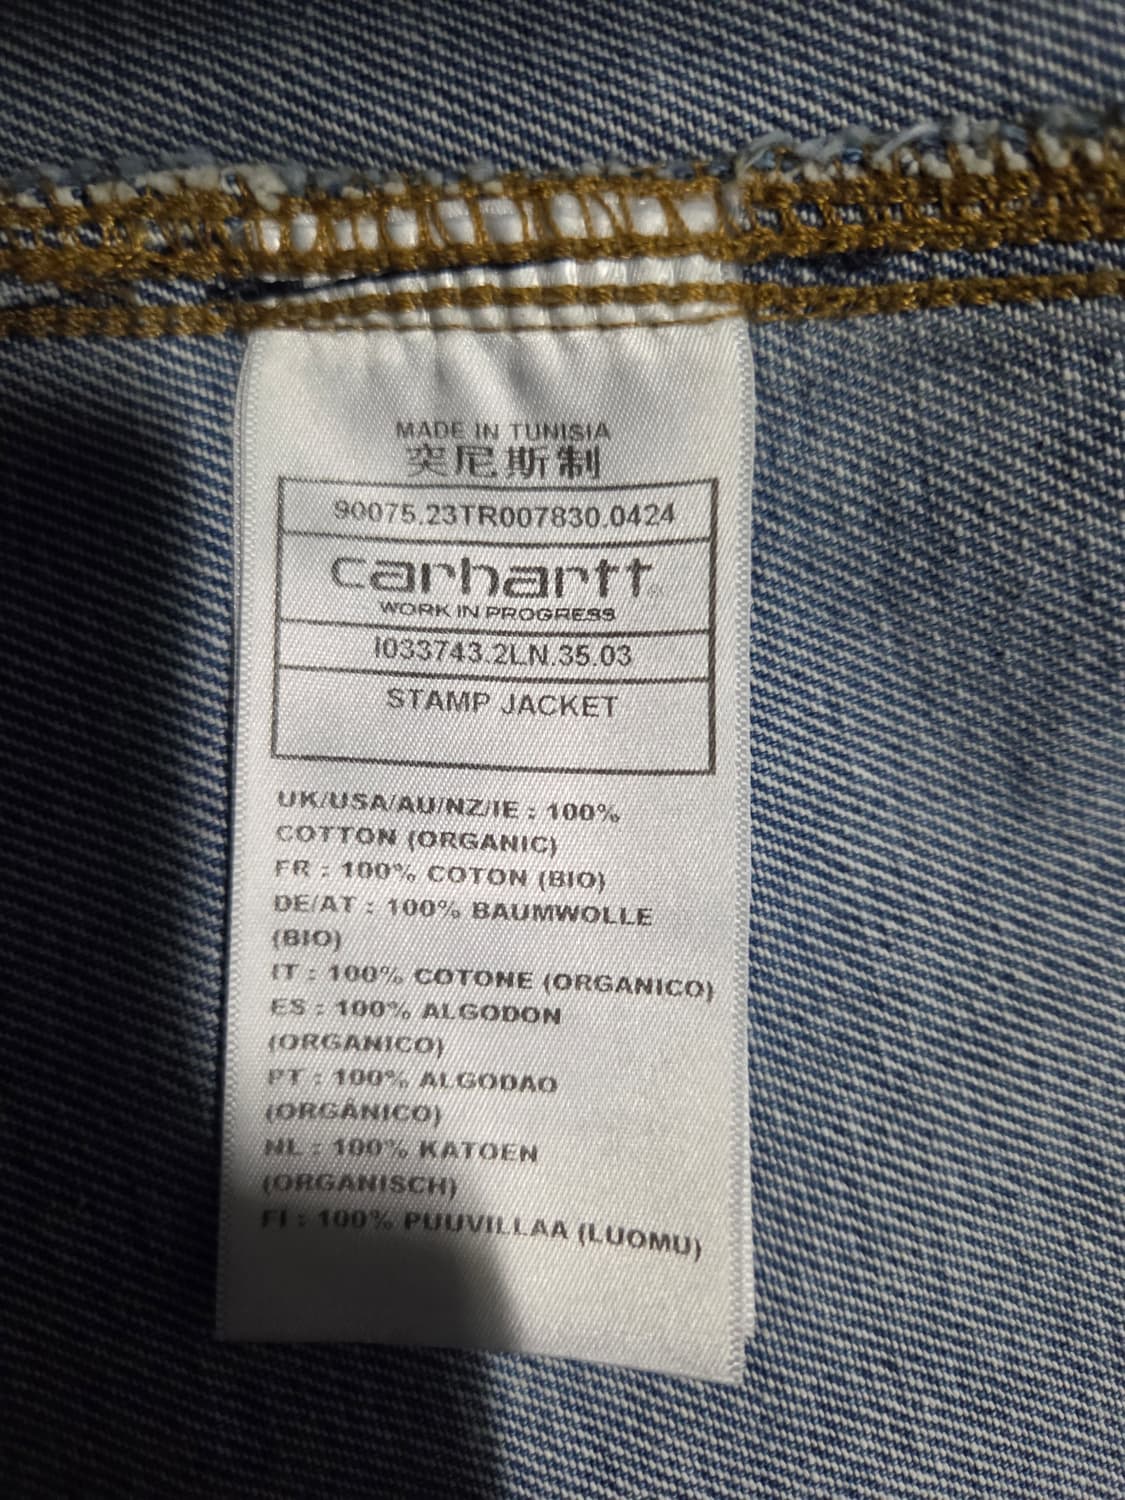 MADE IN TUNISIA
突尼斯制
90075.23TR007830.0424
carhartt
WORK IN PROGRESS
I033743.2LN.35.03
STAMP JACKET
UK/USA/AU/NZ/IE : 100%
COTTON (ORGANIC)
FR : 100% COTON (BIO)
DE/AT : 100% BAUMWOLLE
(BIO)
IT : 100% COTONE (ORGANICO)
ES : 100% ALGODON
(ORGANICO)
PT : 100% ALGODAO
(ORGÂNICO)
NL : 100% KATOEN
(ORGANISCH)
FI : 100% PUUVILLAA (LUOMU)